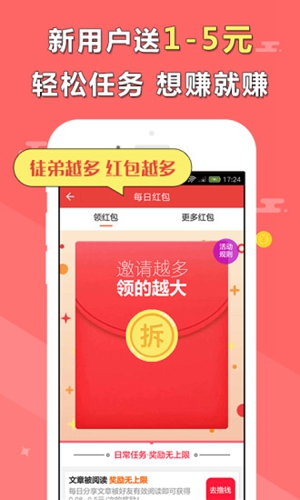 新用户送1-5元
轻松任务 想赚就赚
徒弟越多 红包越多
17:24
每日红包
领红包
更多红包
活动
规则
邀请越多
领的越大
拆
日常任务·奖励无上限
文章被阅读 奖励无上限
每日分享文章被好友有效阅读即可获得
去撒钱